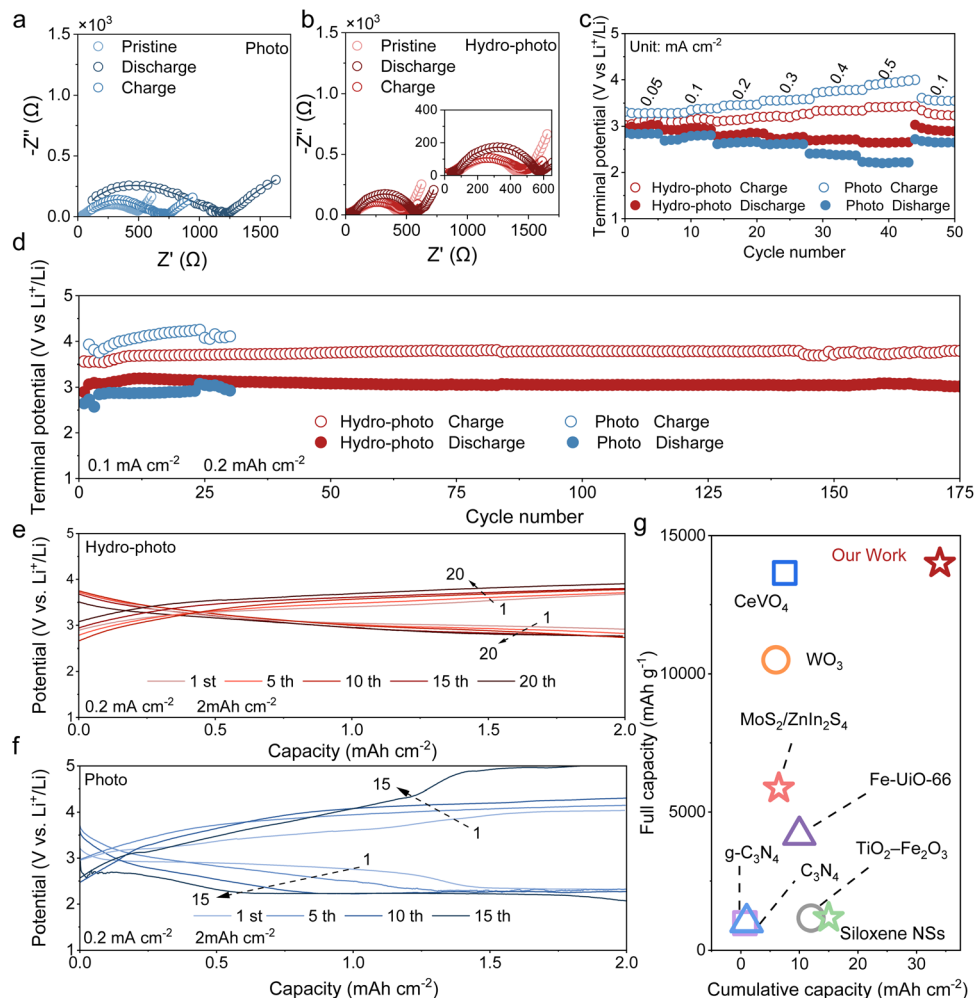 a
×10³
Pristine
Photo
Discharge
Charge
1.5
1.0
0.5
0.0
-Z'' (Ω)
0 500 1000 1500
Z' (Ω)
b
×10³
Pristine
Hydro-photo
Discharge
Charge
1.5
1.0
0.5
0.0
-Z'' (Ω)
400
200
0
0 200 400 600
0 500 1000 1500
Z' (Ω)
c
Unit: mA cm⁻²
0.05 0.1 0.2 0.3 0.4 0.5 0.1
5
4
3
2
1
Terminal potential (V vs Li⁺/Li)
Hydro-photo Charge
Photo Charge
Hydro-photo Discharge
Photo Disharge
0 10 20 30 40 50
Cycle number
d
5
4
3
2
1
Terminal potential (V vs Li⁺/Li)
Hydro-photo Charge
Photo Charge
Hydro-photo Discharge
Photo Disharge
0.1 mA cm⁻² 0.2 mAh cm⁻²
0 25 50 75 100 125 150 175
Cycle number
e
Hydro-photo
5
4
3
2
1
Potential (V vs. Li⁺/Li)
20
1
1
20
1 st 5 th 10 th 15 th 20 th
0.2 mA cm⁻² 2mAh cm⁻²
0.0 0.5 1.0 1.5 2.0
Capacity (mAh cm⁻²)
f
Photo
5
4
3
2
1
Potential (V vs. Li⁺/Li)
15
1
1
15
1 st 5 th 10 th 15 th
0.2 mA cm⁻² 2mAh cm⁻²
0.0 0.5 1.0 1.5 2.0
Capacity (mAh cm⁻²)
g
15000
10000
5000
0
Full capacity (mAh g⁻¹)
Our Work
CeVO₄
WO₃
MoS₂/ZnIn₂S₄
Fe-UiO-66
g-C₃N₄
C₃N₄
TiO₂–Fe₂O₃
Siloxene NSs
0 10 20 30
Cumulative capacity (mAh cm⁻²)